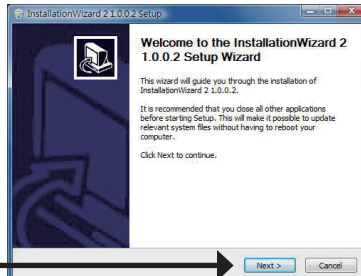 InstallationWizard 2 1.0.0.2 Setup
Welcome to the InstallationWizard 2
1.0.0.2 Setup Wizard
This wizard will guide you through the installation of
InstallationWizard 2 1.0.0.2.
It is recommended that you close all other applications
before starting Setup. This will make it possible to update
relevant system files without having to reboot your
computer.
Click Next to continue.
Next >
Cancel